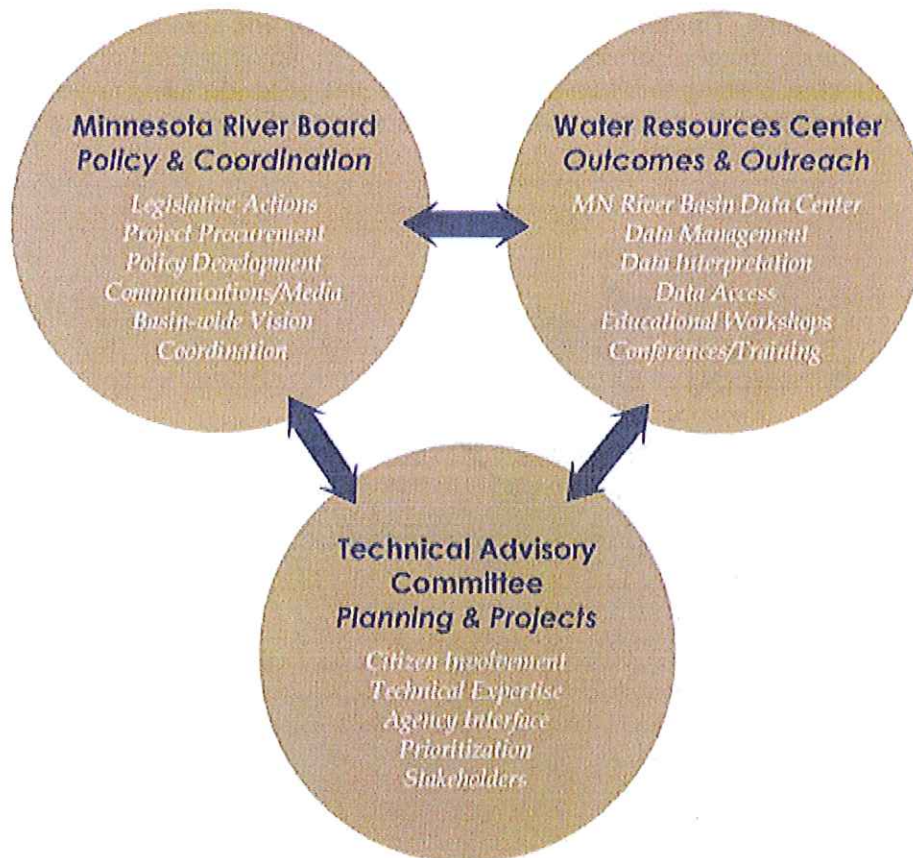 Minnesota River Board
Policy & Coordination
Legislative Actions
Project Procurement
Policy Development
Communications/Media
Basin-wide Vision
Coordination
Water Resources Center
Outcomes & Outreach
MN River Basin Data Center
Data Management
Data Interpretation
Data Access
Educational Workshops
Conferences/Training
Technical Advisory
Committee
Planning & Projects
Citizen Involvement
Technical Expertise
Agency Interface
Prioritization
Stakeholders